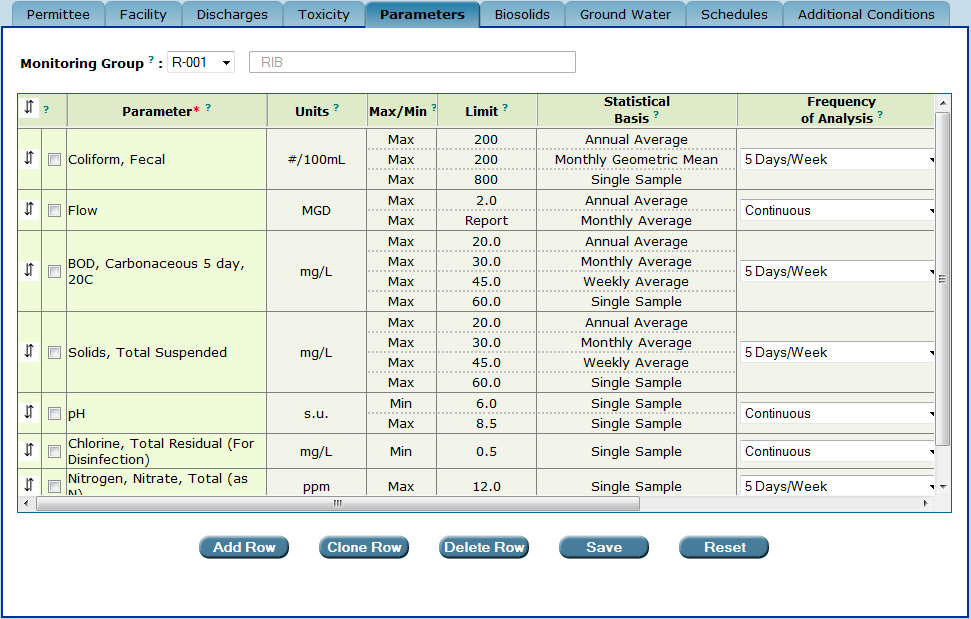 Permittee Facility Discharges Toxicity Parameters Biosolids Ground Water Schedules Additional Conditions
Monitoring Group ? : R-001 RIB
? Parameter* ? Units ? Max/Min ? Limit ? Statistical Basis ? Frequency of Analysis ?
Coliform, Fecal #/100mL Max 200 Annual Average 5 Days/Week
Max 200 Monthly Geometric Mean
Max 800 Single Sample
Flow MGD Max 2.0 Annual Average Continuous
Max Report Monthly Average
BOD, Carbonaceous 5 day, 20C mg/L Max 20.0 Annual Average 5 Days/Week
Max 30.0 Monthly Average
Max 45.0 Weekly Average
Max 60.0 Single Sample
Solids, Total Suspended mg/L Max 20.0 Annual Average 5 Days/Week
Max 30.0 Monthly Average
Max 45.0 Weekly Average
Max 60.0 Single Sample
pH s.u. Min 6.0 Single Sample Continuous
Max 8.5 Single Sample
Chlorine, Total Residual (For Disinfection) mg/L Min 0.5 Single Sample Continuous
Nitrogen, Nitrate, Total (as N) ppm Max 12.0 Single Sample 5 Days/Week
Add Row Clone Row Delete Row Save Reset